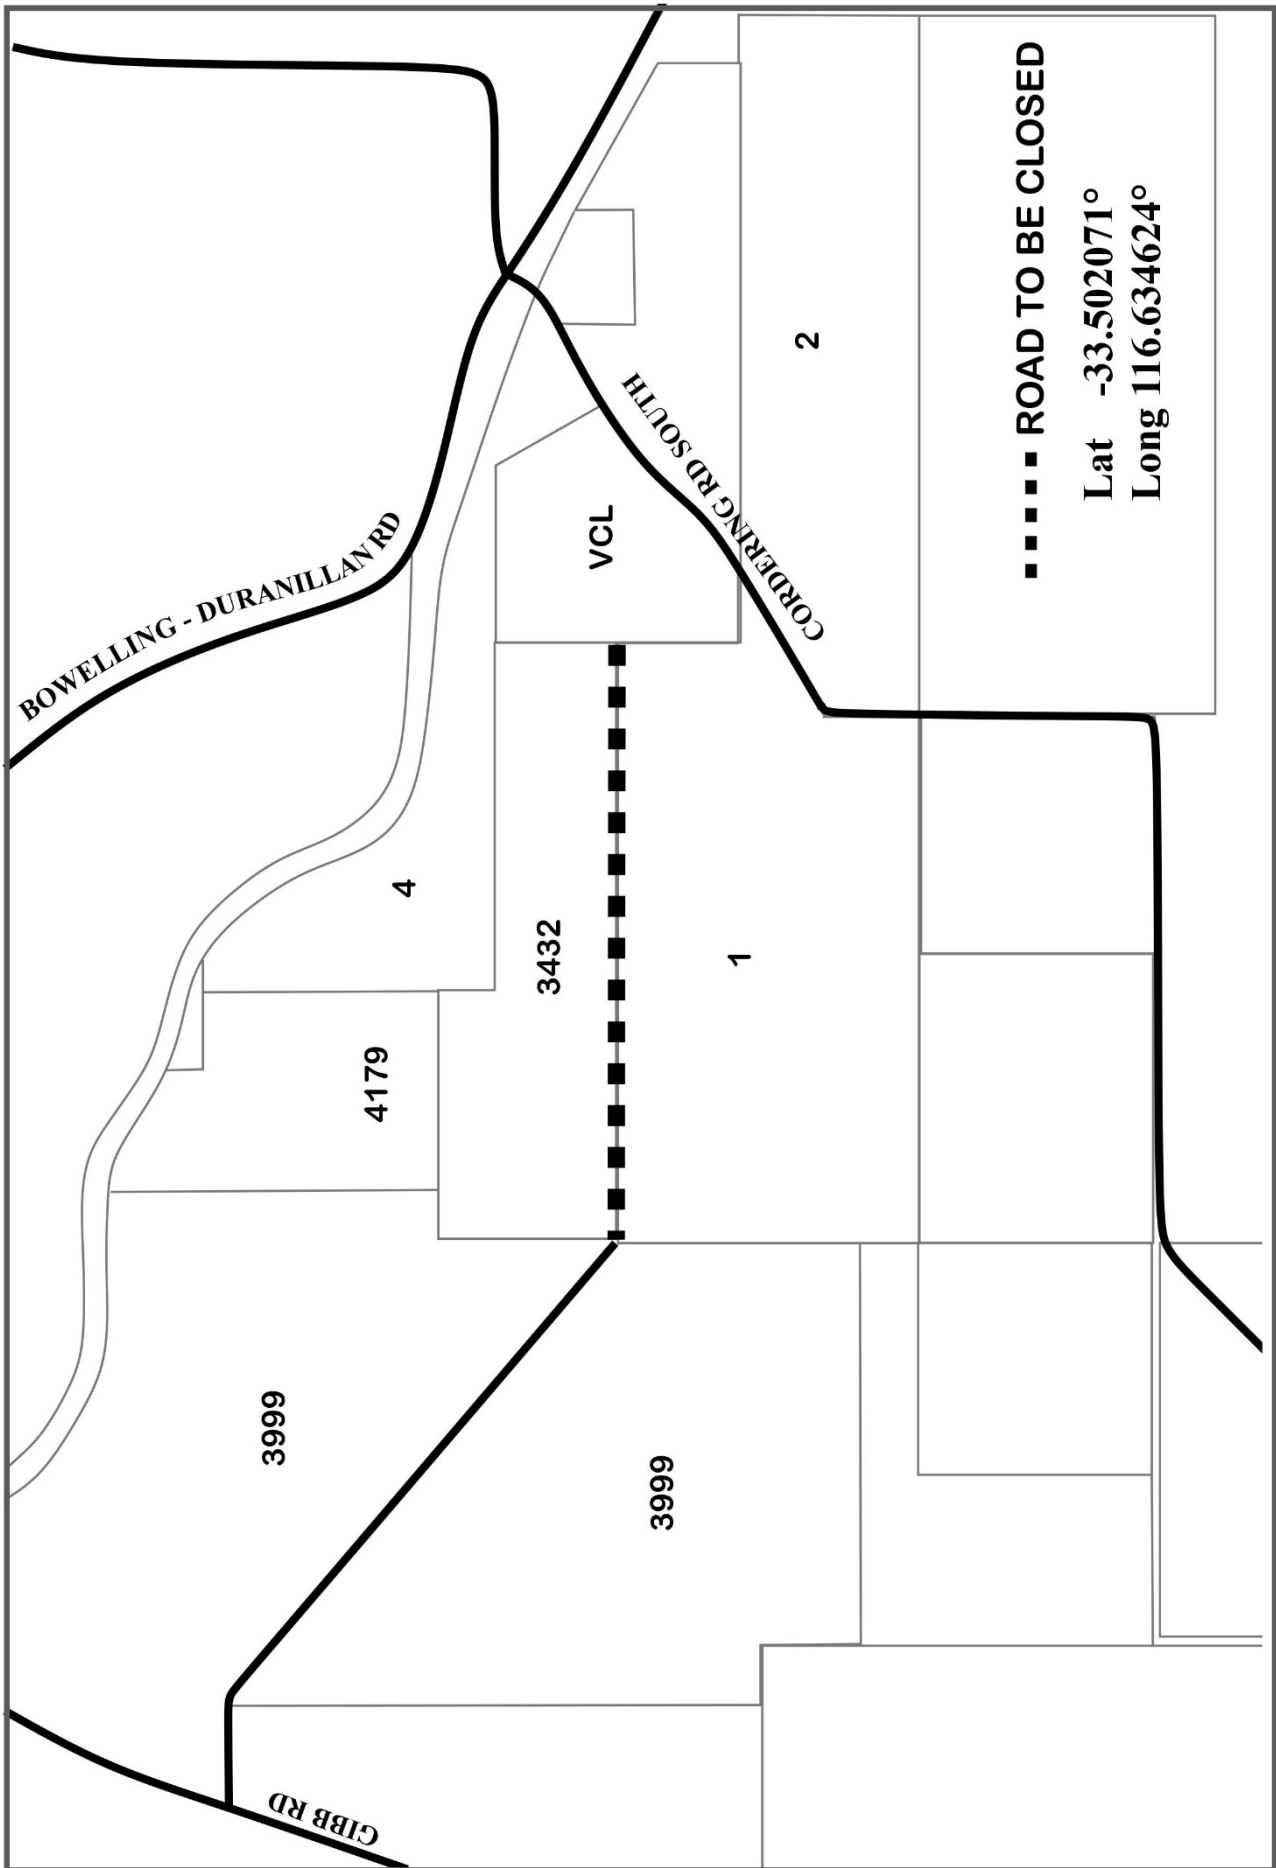 BOWELLING - DURANILLAN RD
CORDERING RD SOUTH
VCL
2
4
3432
1
4179
3999
3999
GIBB RD
ROAD TO BE CLOSED
Lat -33.502071°
Long 116.634624°